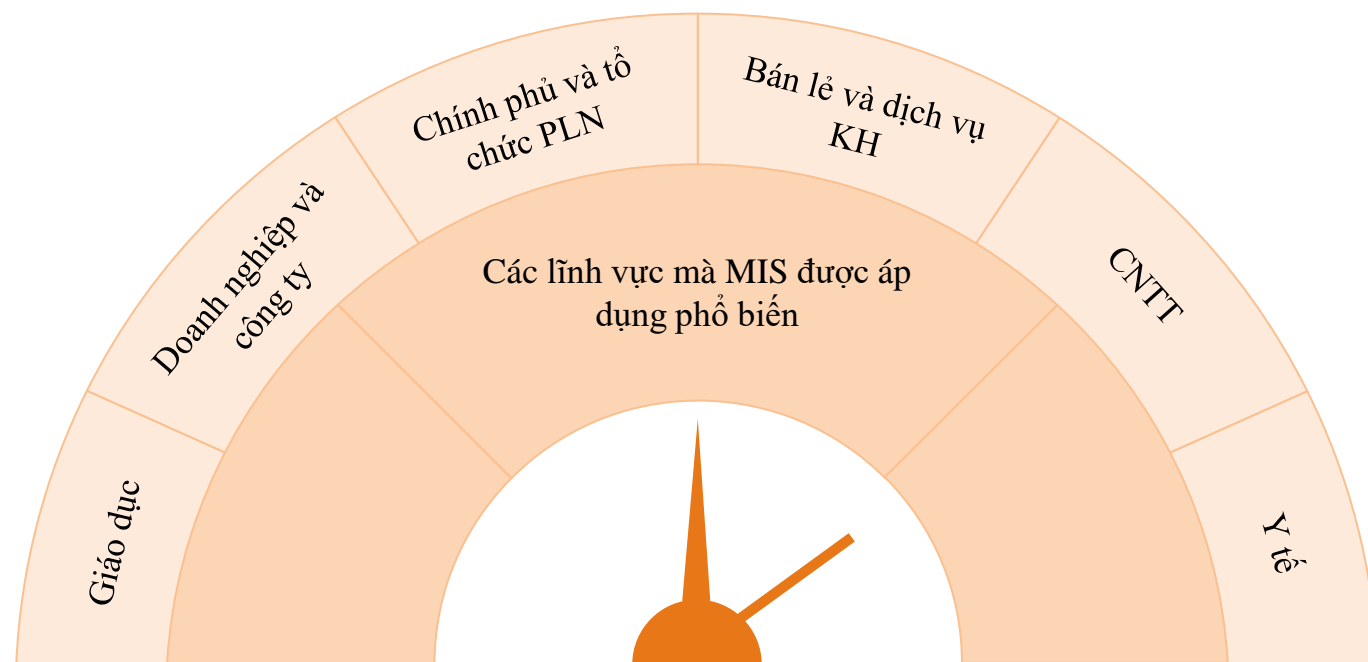 Chính phủ và tổ
chức PLN
Bán lẻ và dịch vụ
KH
Doanh nghiệp và
công ty
CNTT
Các lĩnh vực mà MIS được áp
dụng phổ biến
Giáo dục
Y tế